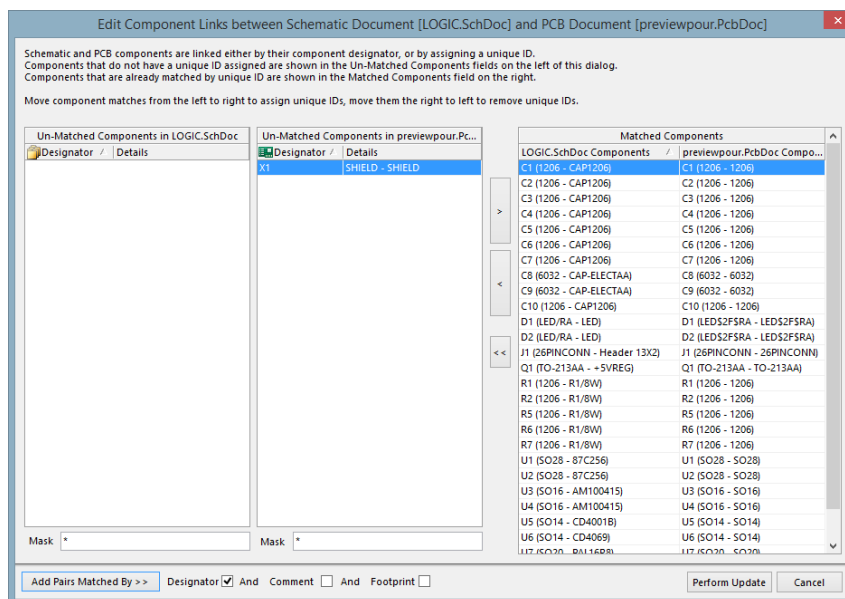 Edit Component Links between Schematic Document [LOGIC.SchDoc] and PCB Document [previewpour.PcbDoc]
Schematic and PCB components are linked either by their component designator, or by assigning a unique ID.
Components that do not have a unique ID assigned are shown in the Un-Matched Components fields on the left of this dialog.
Components that are already matched by unique ID are shown in the Matched Components field on the right.
Move component matches from the left to right to assign unique IDs, move them the right to left to remove unique IDs.
Un-Matched Components in LOGIC.SchDoc
Designator / Details
Mask *
Un-Matched Components in previewpour.Pc...
Designator / Details
X1 SHIELD - SHIELD
Mask *
>
<
<<
Matched Components
LOGIC.SchDoc Components / previewpour.PcbDoc Compo...
C1 (1206 - CAP1206) C1 (1206 - 1206)
C2 (1206 - CAP1206) C2 (1206 - 1206)
C3 (1206 - CAP1206) C3 (1206 - 1206)
C4 (1206 - CAP1206) C4 (1206 - 1206)
C5 (1206 - CAP1206) C5 (1206 - 1206)
C6 (1206 - CAP1206) C6 (1206 - 1206)
C7 (1206 - CAP1206) C7 (1206 - 1206)
C8 (6032 - CAP-ELECTAA) C8 (6032 - 6032)
C9 (6032 - CAP-ELECTAA) C9 (6032 - 6032)
C10 (1206 - CAP1206) C10 (1206 - 1206)
D1 (LED/RA - LED) D1 (LED$2F$RA - LED$2F$RA)
D2 (LED/RA - LED) D2 (LED$2F$RA - LED$2F$RA)
J1 (26PINCONN - Header 13X2) J1 (26PINCONN - 26PINCONN)
Q1 (TO-213AA - +5VREG) Q1 (TO-213AA - TO-213AA)
R1 (1206 - R1/8W) R1 (1206 - 1206)
R2 (1206 - R1/8W) R2 (1206 - 1206)
R5 (1206 - R1/8W) R5 (1206 - 1206)
R6 (1206 - R1/8W) R6 (1206 - 1206)
R7 (1206 - R1/8W) R7 (1206 - 1206)
U1 (SO28 - 87C256) U1 (SO28 - SO28)
U2 (SO28 - 87C256) U2 (SO28 - SO28)
U3 (SO16 - AM100415) U3 (SO16 - SO16)
U4 (SO16 - AM100415) U4 (SO16 - SO16)
U5 (SO14 - CD4001B) U5 (SO14 - SO14)
U6 (SO14 - CD4069) U6 (SO14 - SO14)
U7 (SO20 - PAL16R8) U7 (SO20 - SO20)
Add Pairs Matched By >> Designator And Comment And Footprint Perform Update Cancel